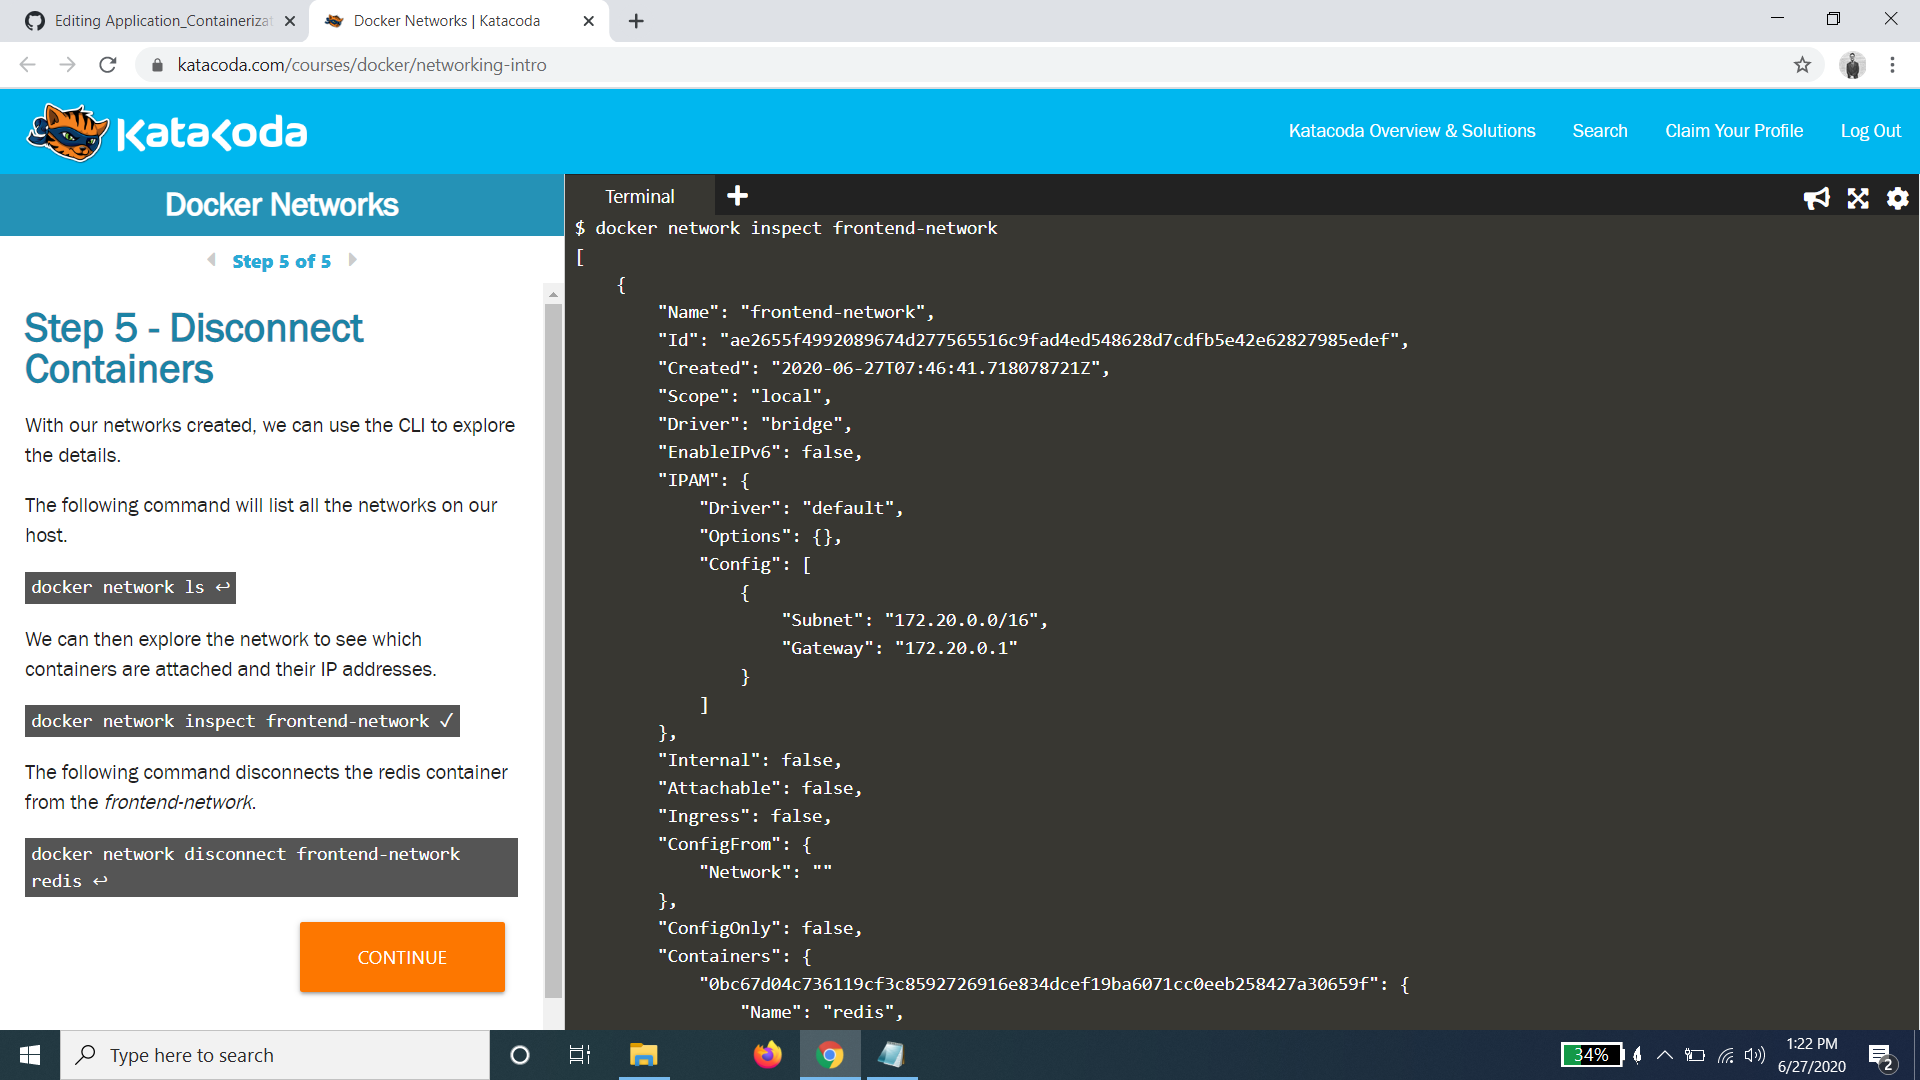 Editing Application_Containerizat
Docker Networks | Katacoda
katacoda.com/courses/docker/networking-intro
Katacoda
Katacoda Overview & Solutions
Search
Claim Your Profile
Log Out
Docker Networks
Step 5 of 5
Step 5 - Disconnect
Containers
With our networks created, we can use the CLI to explore
the details.
The following command will list all the networks on our
host.
docker network ls ↩
We can then explore the network to see which
containers are attached and their IP addresses.
docker network inspect frontend-network ✓
The following command disconnects the redis container
from the frontend-network.
docker network disconnect frontend-network
redis ↩
CONTINUE
Terminal
$ docker network inspect frontend-network
[
{
"Name": "frontend-network",
"Id": "ae2655f4992089674d277565516c9fad4ed548628d7cdfb5e42e62827985edef",
"Created": "2020-06-27T07:46:41.718078721Z",
"Scope": "local",
"Driver": "bridge",
"EnableIPv6": false,
"IPAM": {
"Driver": "default",
"Options": {},
"Config": [
{
"Subnet": "172.20.0.0/16",
"Gateway": "172.20.0.1"
}
]
},
"Internal": false,
"Attachable": false,
"Ingress": false,
"ConfigFrom": {
"Network": ""
},
"ConfigOnly": false,
"Containers": {
"0bc67d04c736119cf3c8592726916e834dcef19ba6071cc0eeb258427a30659f": {
"Name": "redis",
Type here to search
34%
1:22 PM
6/27/2020
2